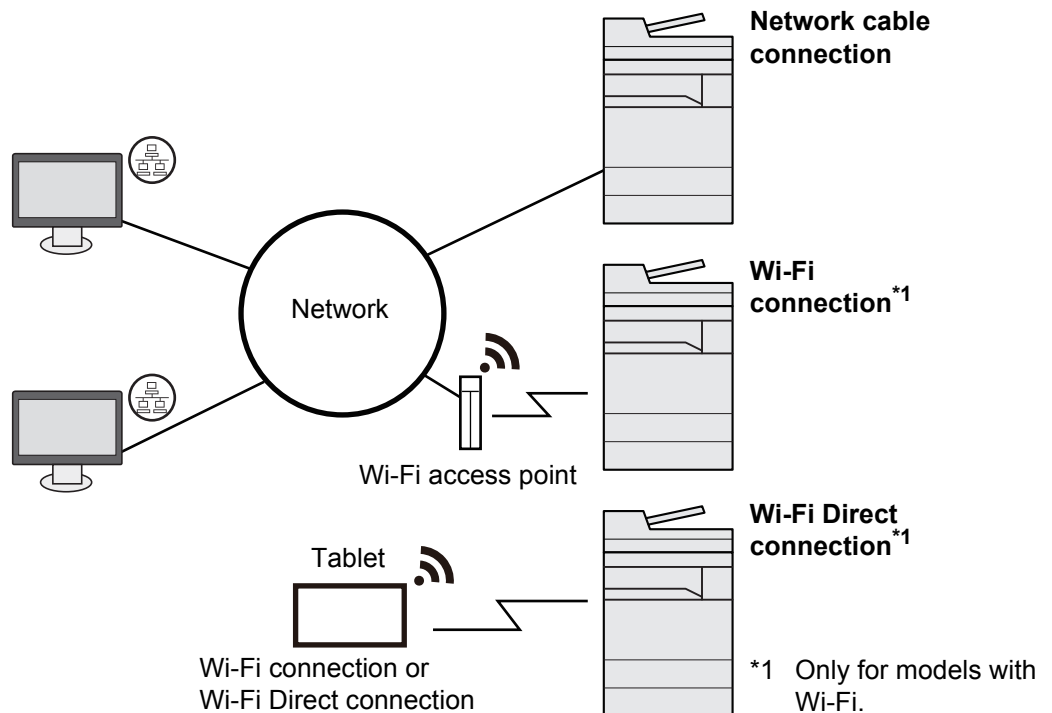 Network cable
connection
Network
Wi-Fi
connection*1
Wi-Fi access point
Wi-Fi Direct
connection*1
Tablet
Wi-Fi connection or
Wi-Fi Direct connection
*1 Only for models with
Wi-Fi.